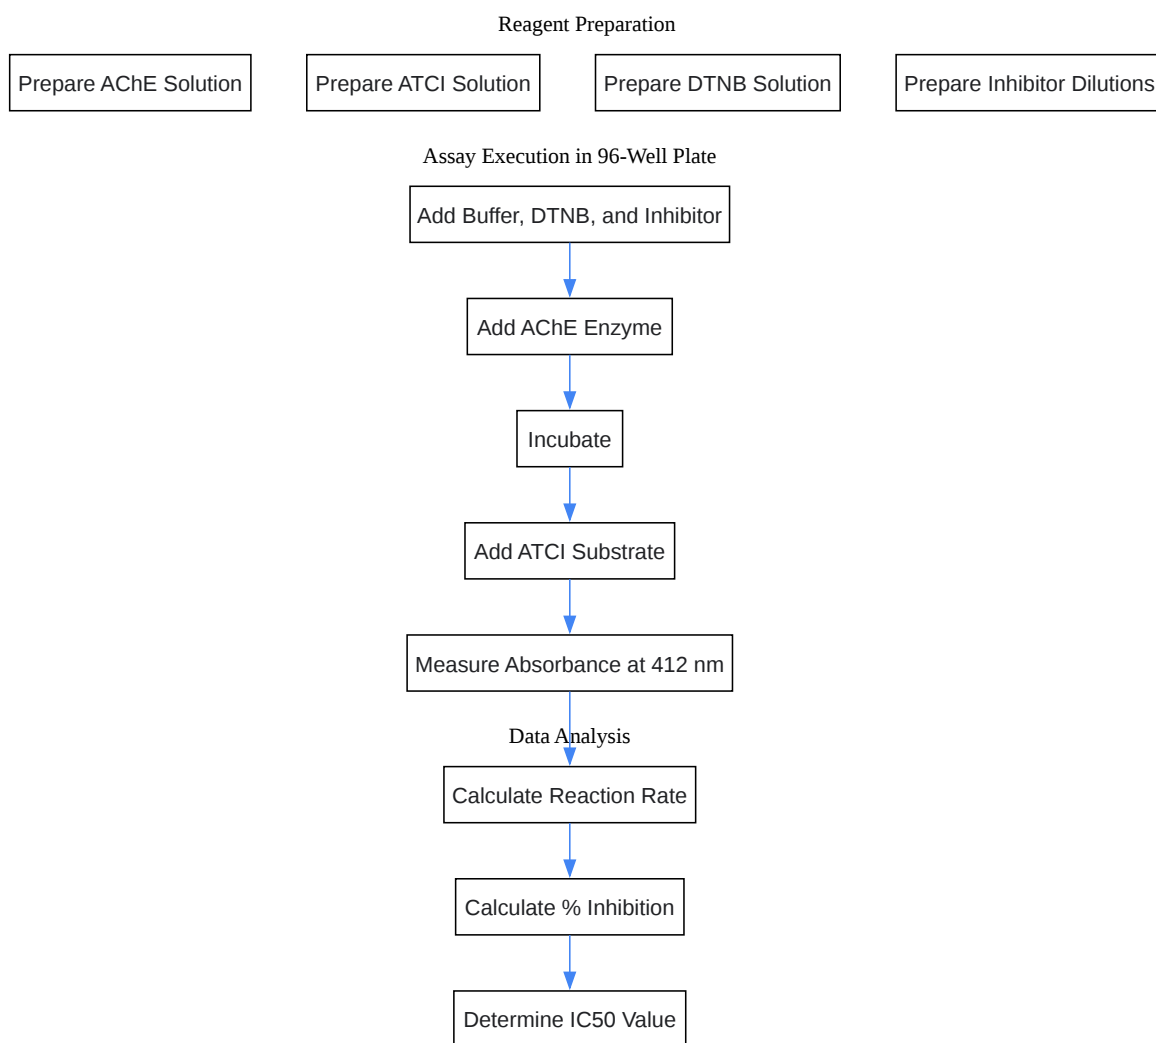 Reagent Preparation
Prepare AChE Solution
Prepare ATCI Solution
Prepare DTNB Solution
Prepare Inhibitor Dilutions
Assay Execution in 96-Well Plate
Add Buffer, DTNB, and Inhibitor
Add AChE Enzyme
Incubate
Add ATCI Substrate
Measure Absorbance at 412 nm
Data Analysis
Calculate Reaction Rate
Calculate % Inhibition
Determine IC50 Value